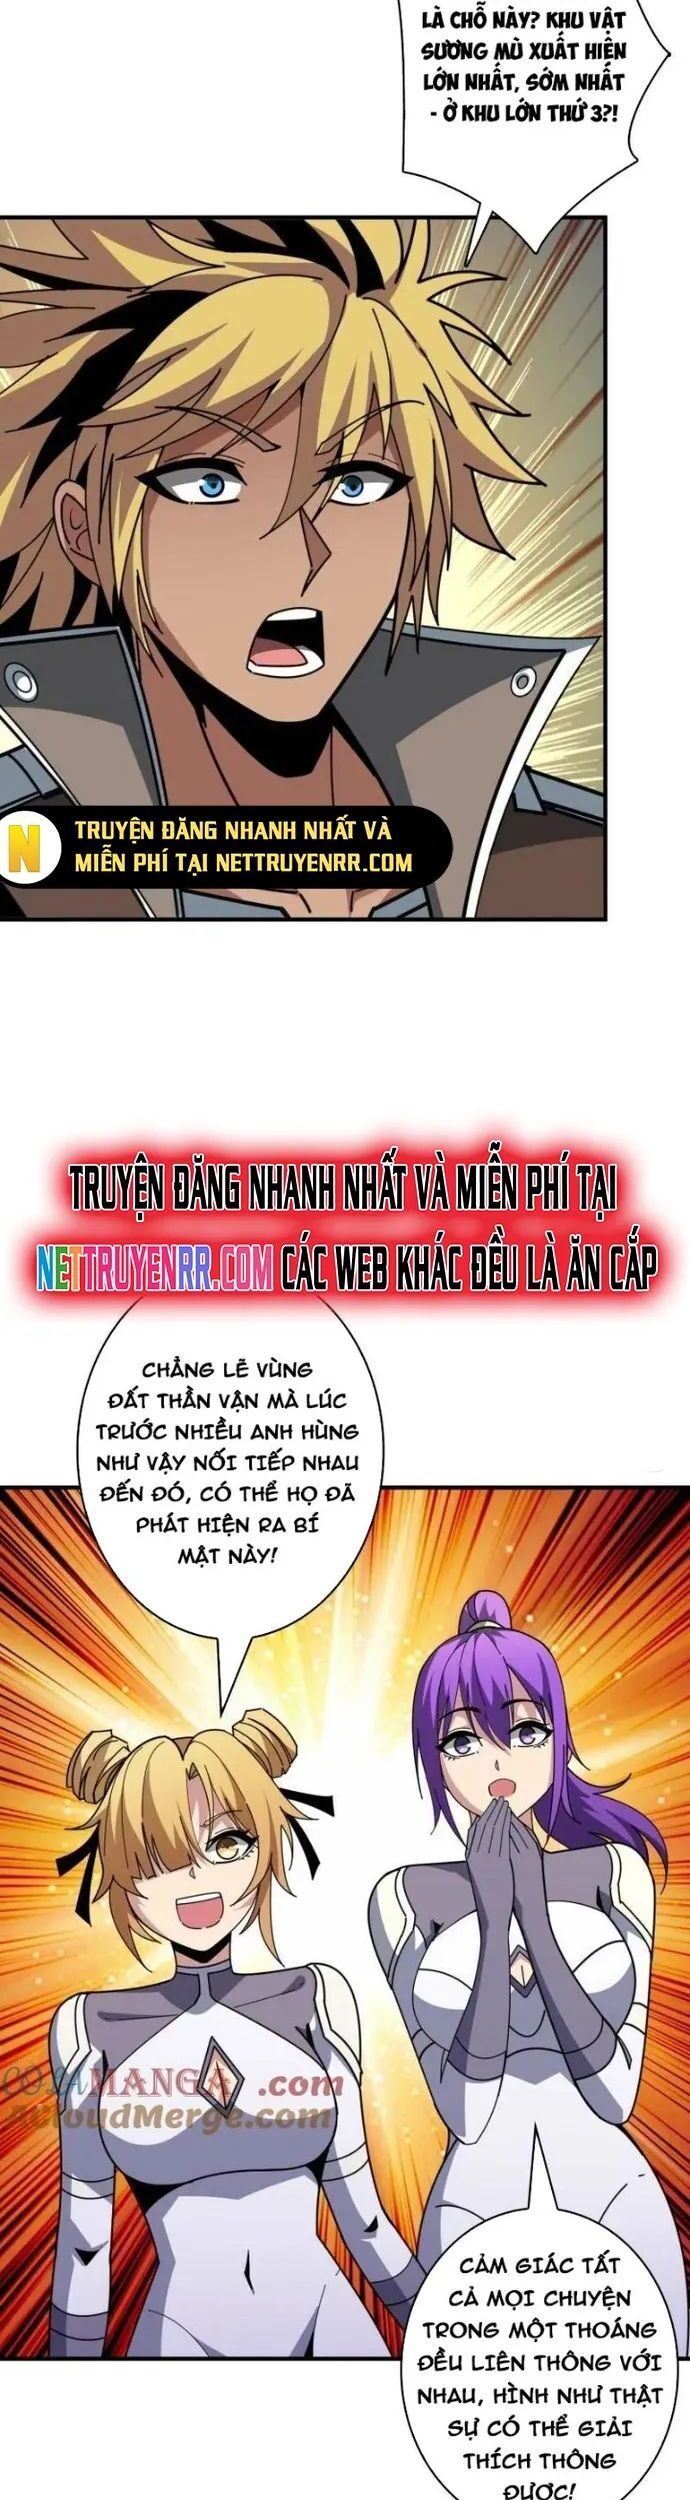 LÀ CHỖ NÀY? KHU VẬT
SƯƠNG MÙ XUẤT HIỆN
LỚN NHẤT, SỚM NHẤT
- Ở KHU LỚN THỨ 3?!
N
TRUYỆN ĐĂNG NHANH NHẤT VÀ
MIỄN PHÍ TẠI NETTRUYENRR.COM
TRUYỆN ĐĂNG NHANH NHẤT VÀ MIỄN PHÍ TẠI
NETTRUYENRR.COM CÁC WEB KHÁC ĐỀU LÀ ĂN CẮP
CHẲNG LẼ VÙNG
ĐẤT THẦN VẬN MÀ LÚC
TRƯỚC NHIỀU ANH HÙNG
NHƯ VẬY NỐI TIẾP NHAU
ĐẾN ĐÓ, CÓ THỂ HỌ ĐÃ
PHÁT HIỆN RA BÍ
MẬT NÀY!
COLAMANGA.com
ACloudMerge.com
CẢM GIÁC TẤT
CẢ MỌI CHUYỆN
TRONG MỘT THOÁNG
ĐỀU LIÊN THÔNG VỚI
NHAU, HÌNH NHƯ THẬT
SỰ CÓ THỂ GIẢI
THÍCH THÔNG
ĐƯỢC!